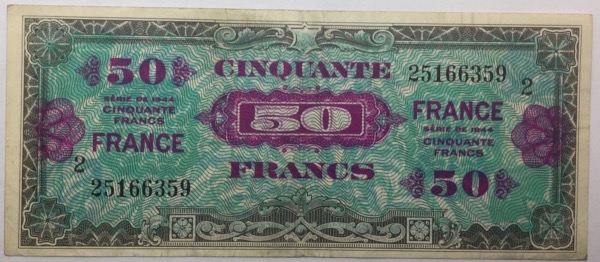 50
SÉRIE DE 1944
CINQUANTE
FRANCS
FRANCE
2
25166359
CINQUANTE
50
FRANCS
25166359
2
FRANCE
SÉRIE DE 1944
CINQUANTE
FRANCS
50